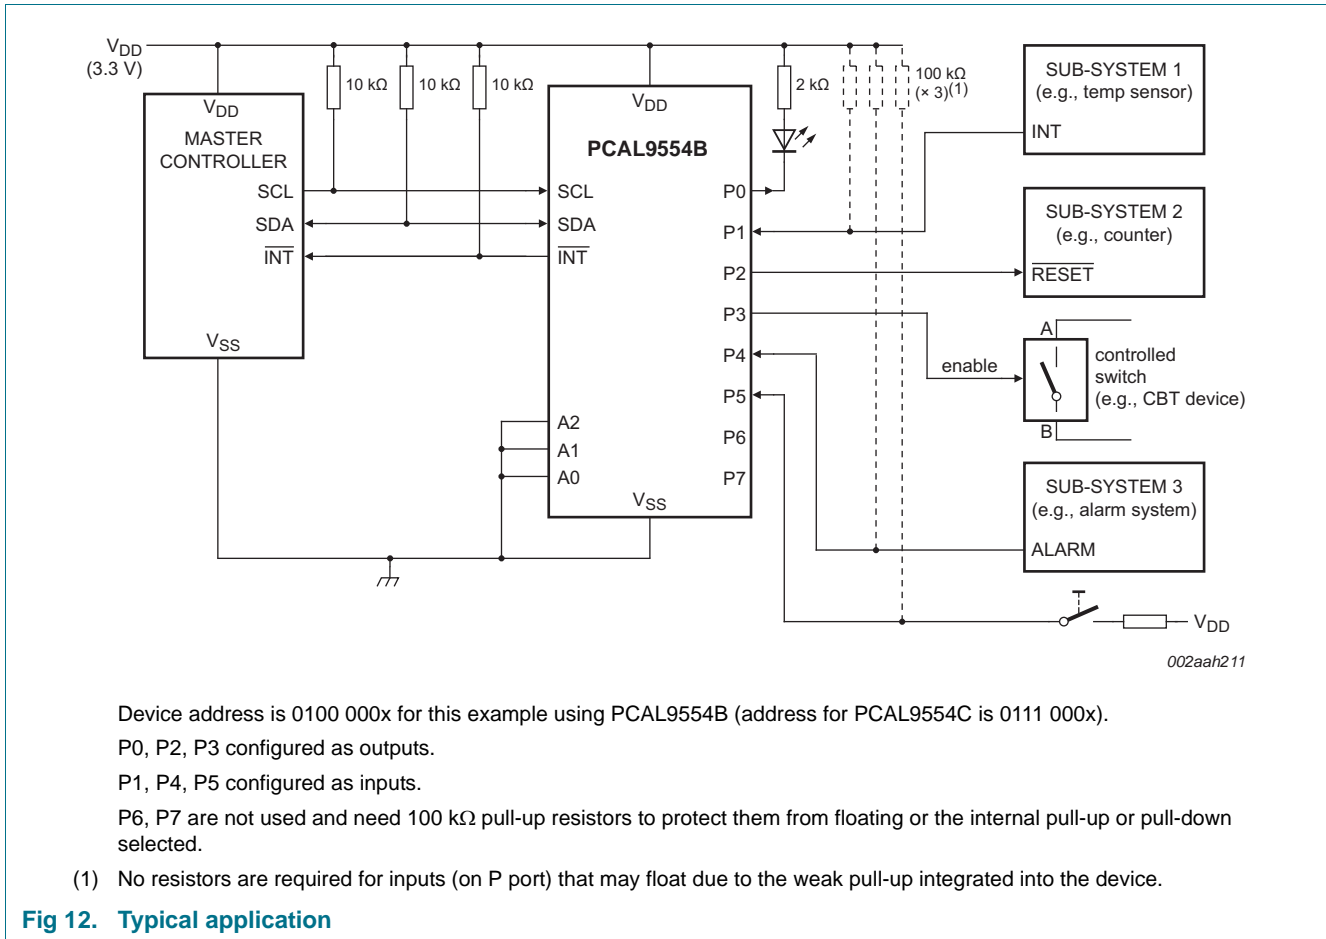 VDD
(3.3 V)
10 kΩ
10 kΩ
10 kΩ
2 kΩ
100 kΩ
(× 3)(1)
VDD
MASTER
CONTROLLER
SCL
SDA
INT
VSS
VDD
PCAL9554B
SCL
SDA
INT
A2
A1
A0
VSS
P0
P1
P2
P3
P4
P5
P6
P7
SUB-SYSTEM 1
(e.g., temp sensor)
INT
SUB-SYSTEM 2
(e.g., counter)
RESET
enable
A
B
controlled
switch
(e.g., CBT device)
SUB-SYSTEM 3
(e.g., alarm system)
ALARM
VDD
002aah211
Device address is 0100 000x for this example using PCAL9554B (address for PCAL9554C is 0111 000x).
P0, P2, P3 configured as outputs.
P1, P4, P5 configured as inputs.
P6, P7 are not used and need 100 kΩ pull-up resistors to protect them from floating or the internal pull-up or pull-down
selected.
(1) No resistors are required for inputs (on P port) that may float due to the weak pull-up integrated into the device.
Fig 12. Typical application